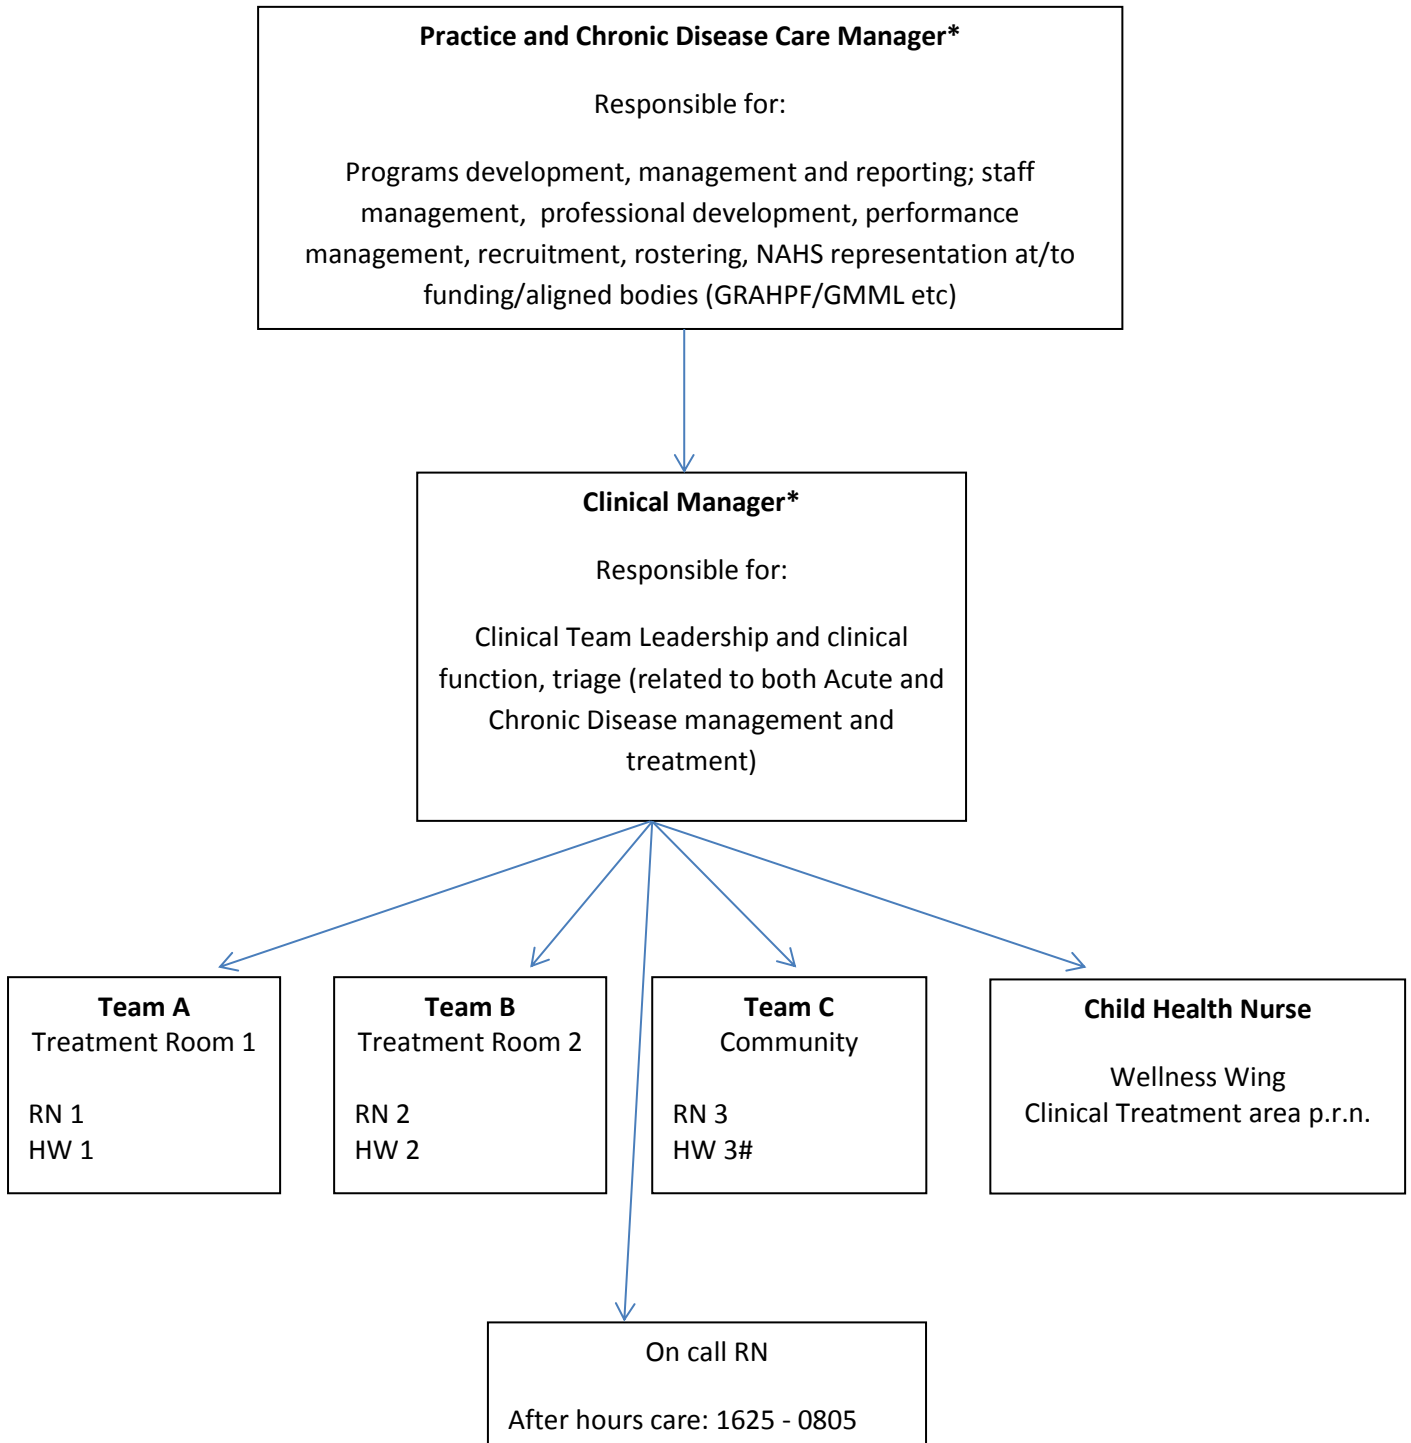 Practice and Chronic Disease Care Manager*
Responsible for:
Programs development, management and reporting; staff
management,  professional development, performance
management, recruitment, rostering, NAHS representation at/to
funding/aligned bodies (GRAHPF/GMML etc)
Clinical Manager*
Responsible for:
Clinical Team Leadership and clinical
function, triage (related to both Acute and
Chronic Disease management and
treatment)
Team A
Treatment Room 1
RN 1
HW 1
Team B
Treatment Room 2
RN 2
HW 2
Team C
Community
RN 3
HW 3#
Child Health Nurse
Wellness Wing
Clinical Treatment area p.r.n.
On call RN
After hours care: 1625 - 0805